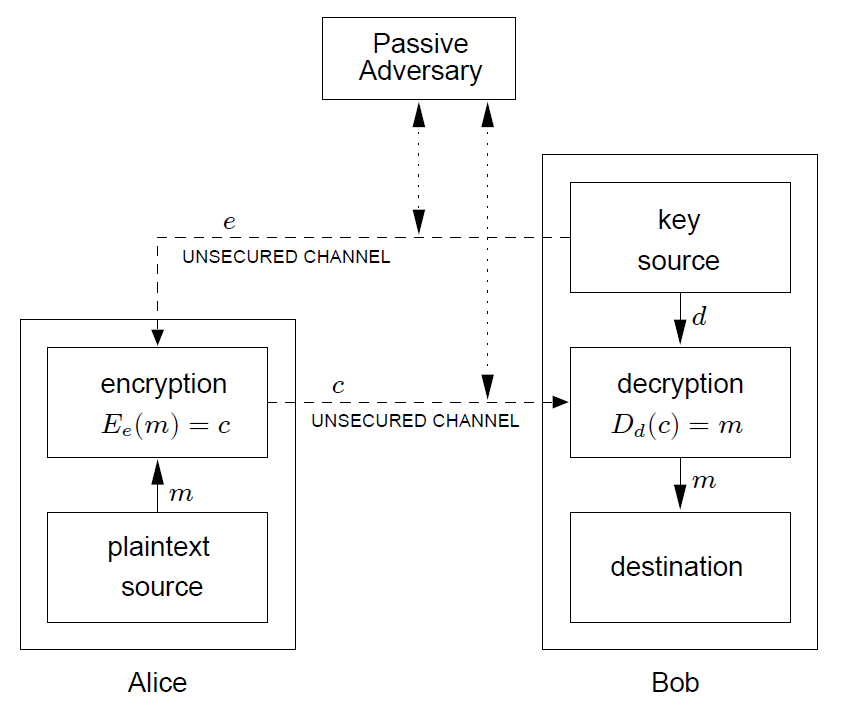 Passive
Adversary
e
UNSECURED CHANNEL
key
source
d
encryption
E_e(m) = c
c
UNSECURED CHANNEL
decryption
D_d(c) = m
m
m
plaintext
source
destination
Alice
Bob